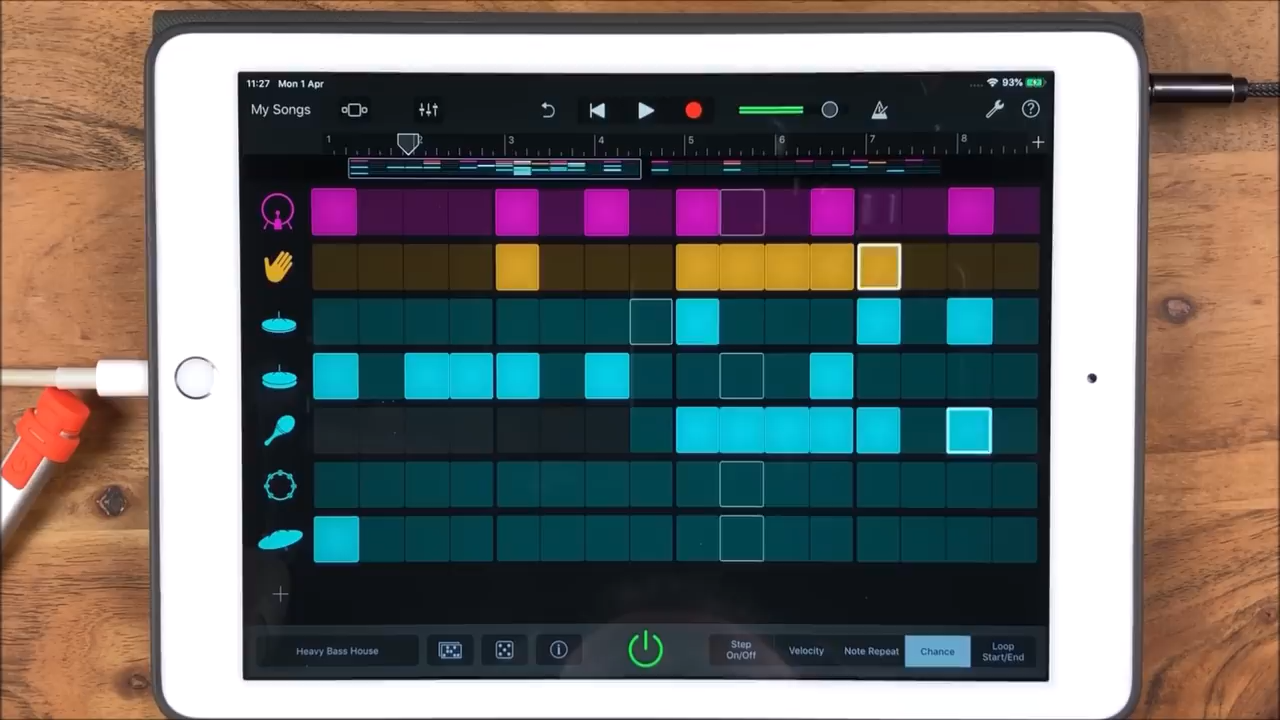 11:27 Mon 1 Apr
93%
My Songs
1 2 3 4 5 6 7 8
Heavy Bass House
Step
On/Off
Velocity
Note Repeat
Chance
Loop
Start/End